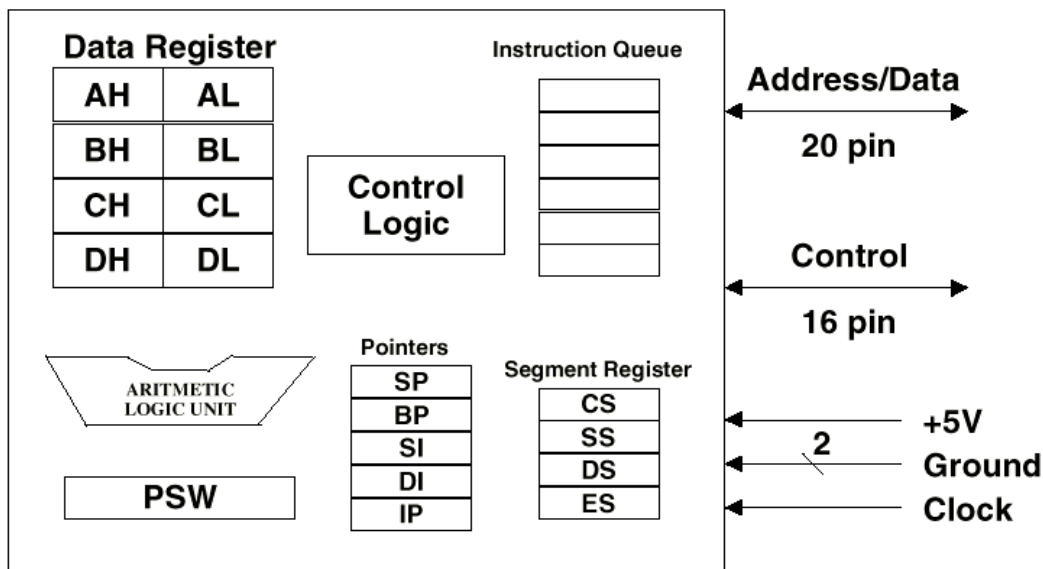 Data Register
AH AL
BH BL
CH CL
DH DL
Control
Logic
Instruction Queue
Address/Data
20 pin
Control
16 pin
ARITMETIC
LOGIC UNIT
PSW
Pointers
SP
BP
SI
DI
IP
Segment Register
CS
SS
DS
ES
+5V
2
Ground
Clock